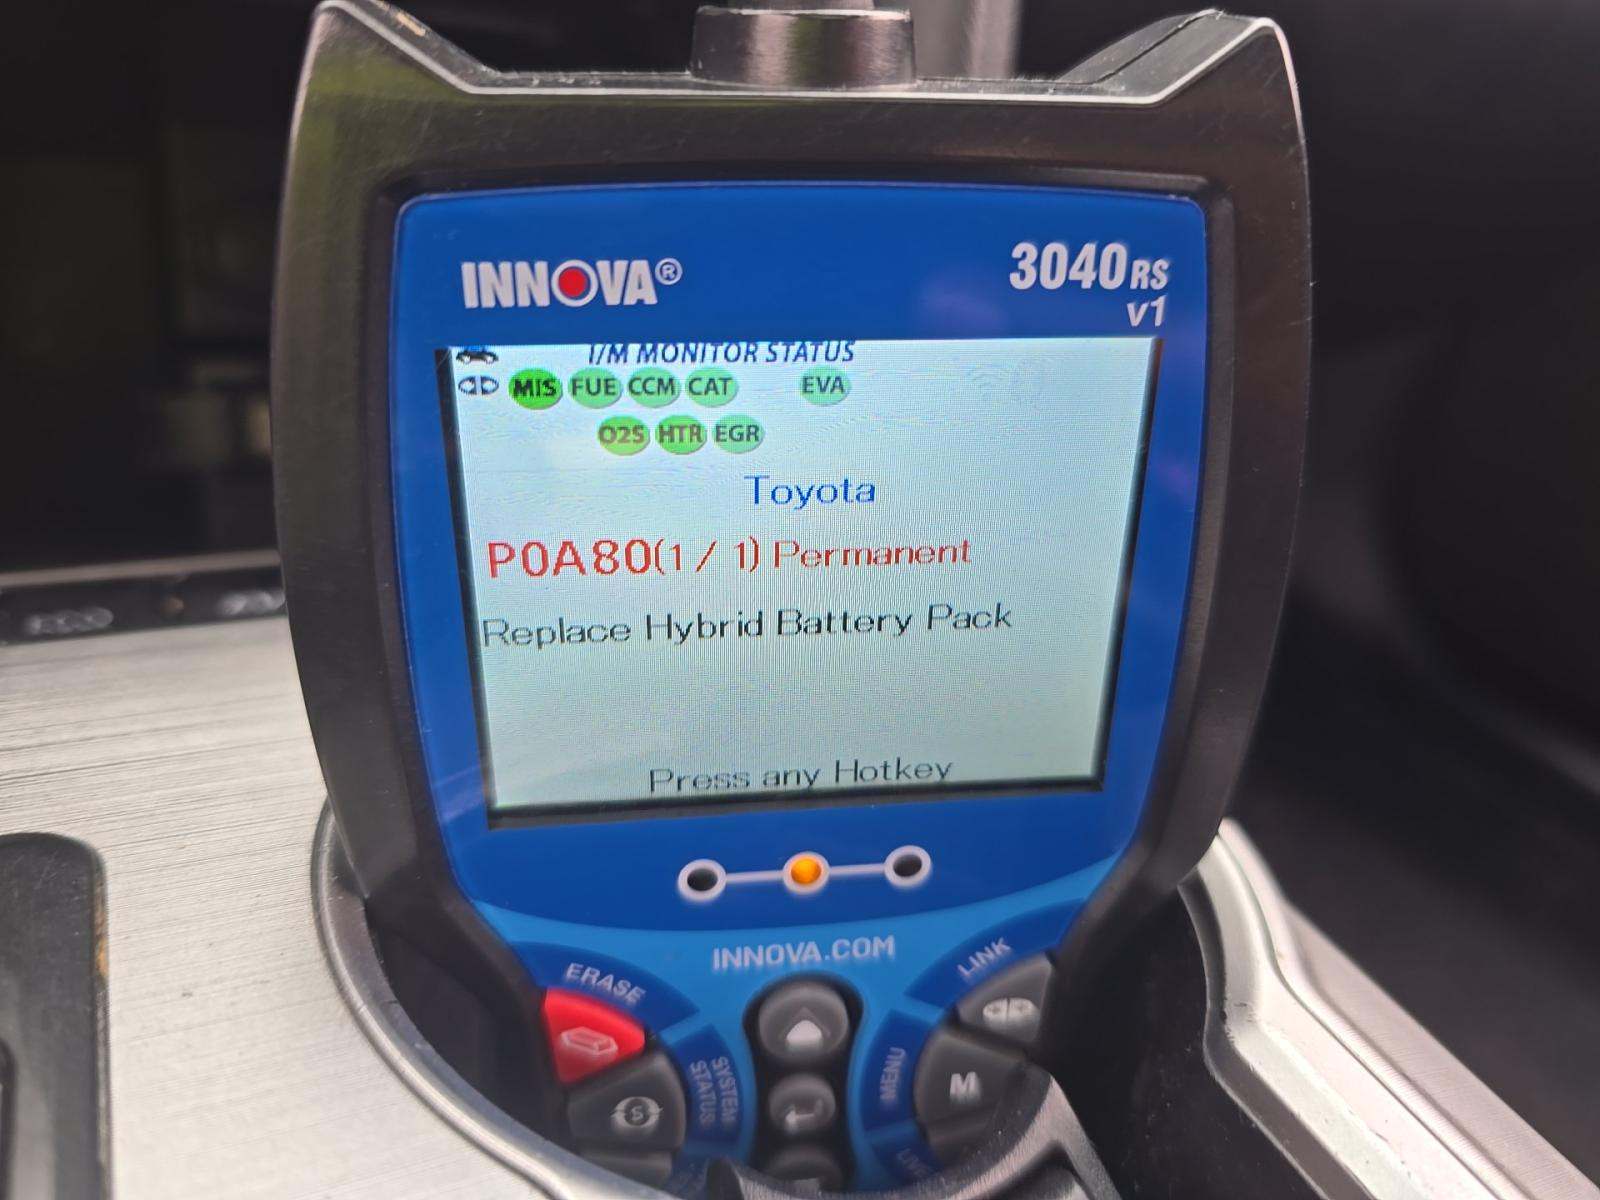 INNOVA®
3040RS
v1
I/M MONITOR STATUS
MIS FUE CCM CAT EVA
O2S HTR EGR
Toyota
P0A80(1 / 1) Permanent
Replace Hybrid Battery Pack
Press any Hotkey
INNOVA.COM
ERASE
LINK
SYSTEM
STATUS
MENU
M